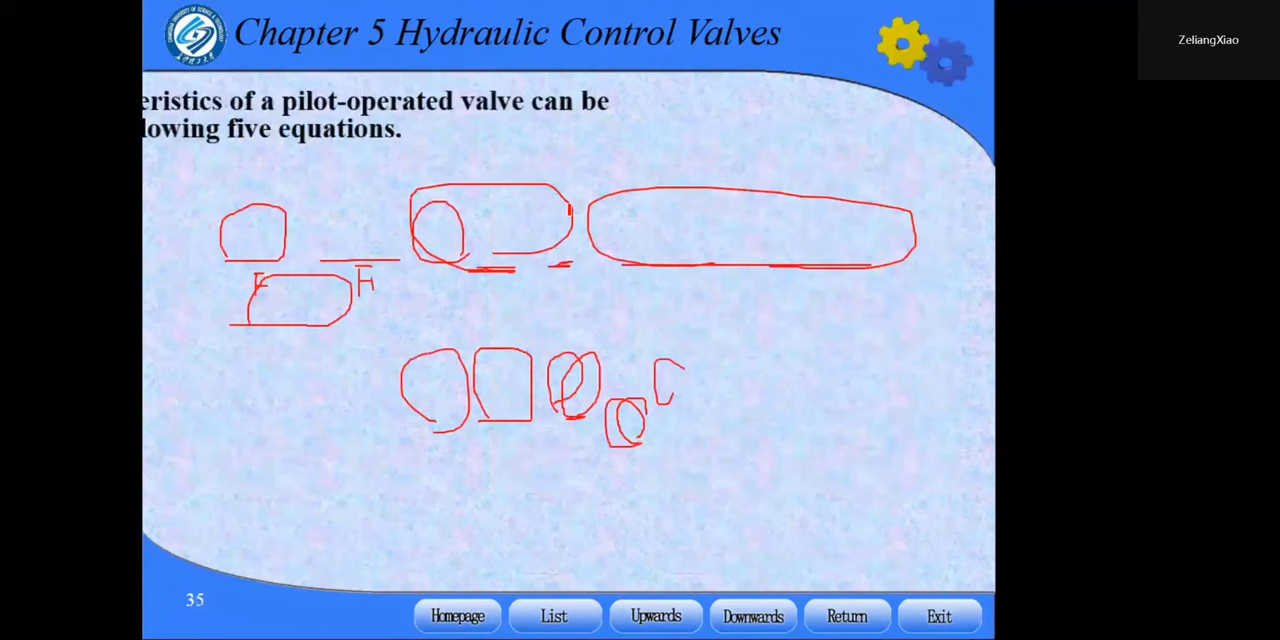 Chapter 5 Hydraulic Control Valves
ZeliangXiao
eristics of a pilot-operated valve can be
lowing five equations.
F
F
35
Homepage
List
Upwards
Downwards
Return
Exit